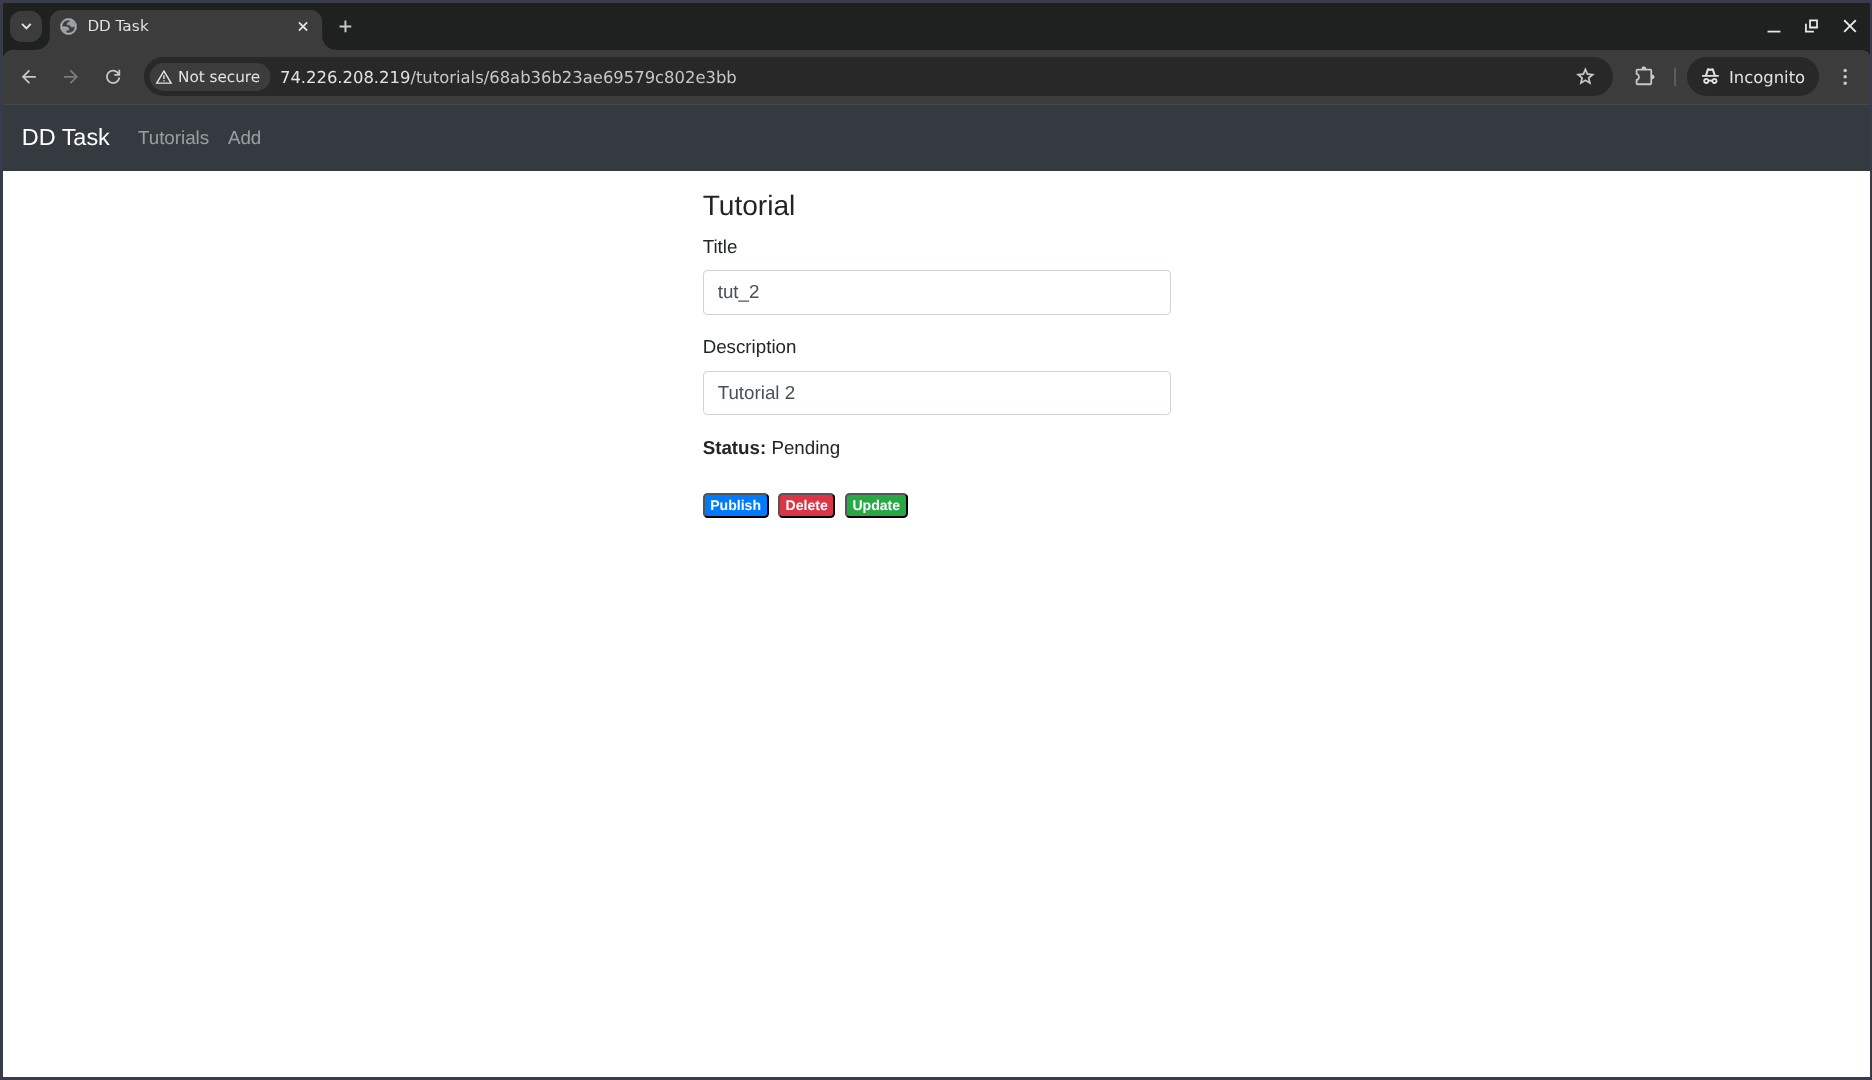 DD Task
Not secure 74.226.208.219/tutorials/68ab36b23ae69579c802e3bb Incognito
DD Task Tutorials Add
Tutorial
Title
tut_2
Description
Tutorial 2
Status: Pending
Publish Delete Update